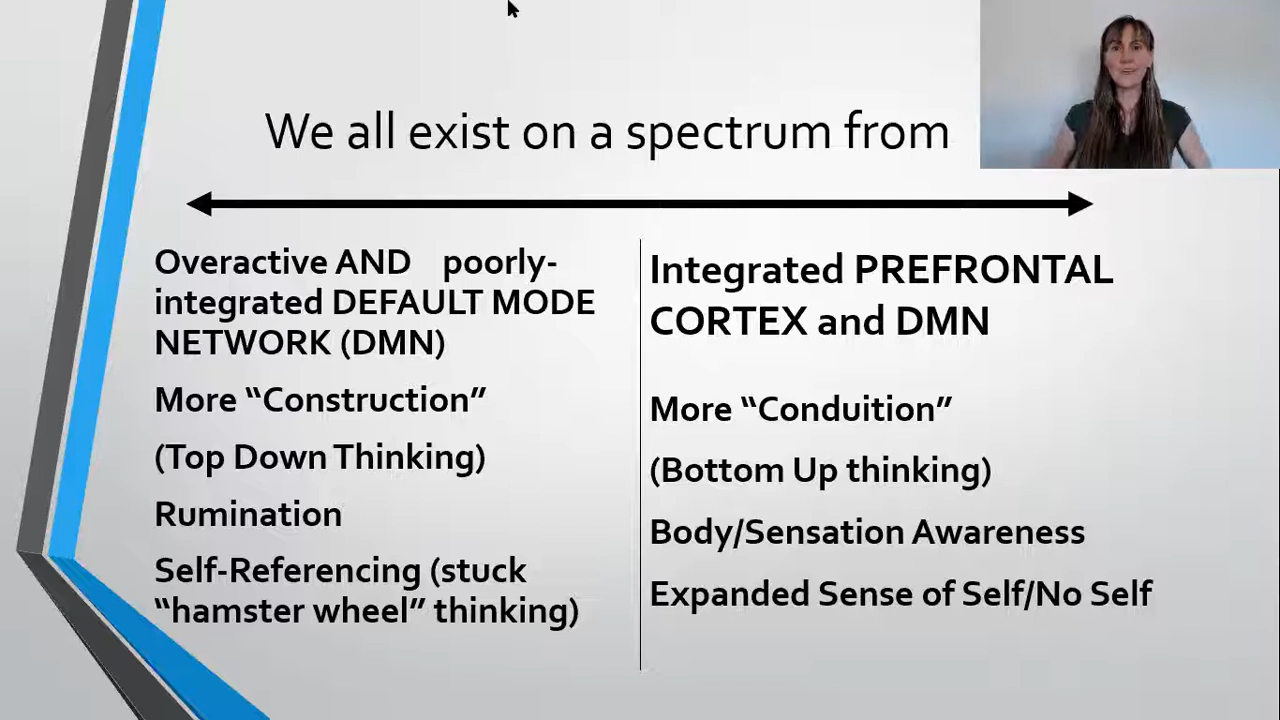 We all exist on a spectrum from
Overactive AND poorly-
integrated DEFAULT MODE
NETWORK (DMN)
More “Construction”
(Top Down Thinking)
Rumination
Self-Referencing (stuck
“hamster wheel” thinking)
Integrated PREFRONTAL
CORTEX and DMN
More “Conduition”
(Bottom Up thinking)
Body/Sensation Awareness
Expanded Sense of Self/No Self